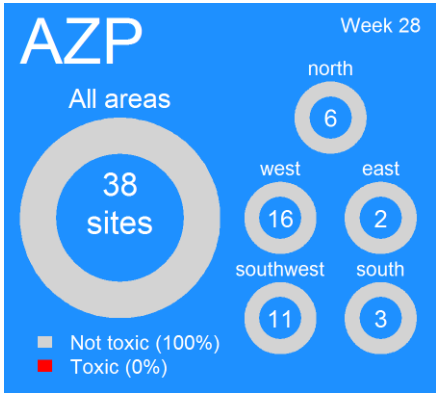 AZP
Week 28
All areas
38
sites
north
6
west
east
16
2
southwest
south
11
3
Not toxic (100%)
Toxic (0%)